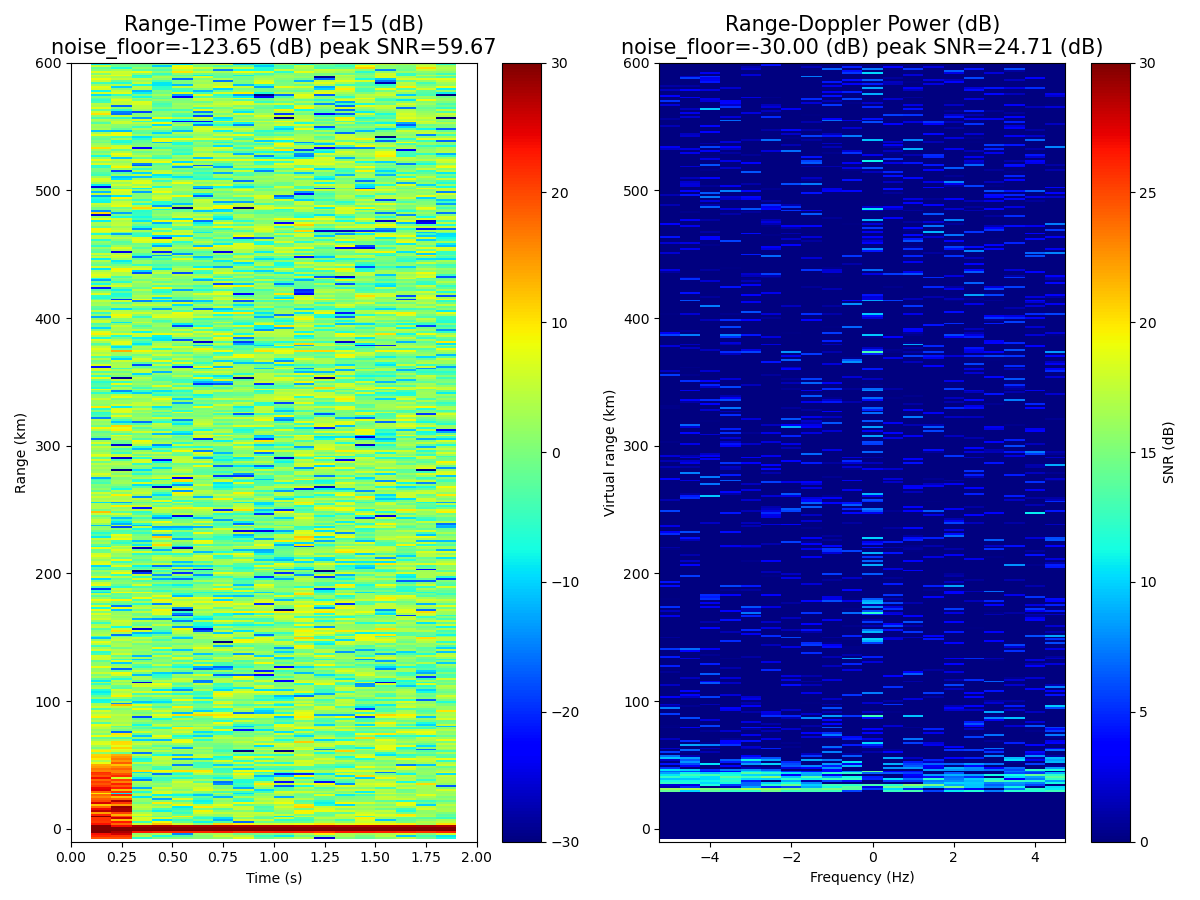 Range-Time Power f=15 (dB)
noise_floor=-123.65 (dB) peak SNR=59.67
600
500
400
300
200
100
0
Range (km)
0.00 0.25 0.50 0.75 1.00 1.25 1.50 1.75 2.00
Time (s)
30
20
10
0
−10
−20
−30
Range-Doppler Power (dB)
noise_floor=-30.00 (dB) peak SNR=24.71 (dB)
600
500
400
300
200
100
0
Virtual range (km)
−4 −2 0 2 4
Frequency (Hz)
30
25
20
15
10
5
0
SNR (dB)